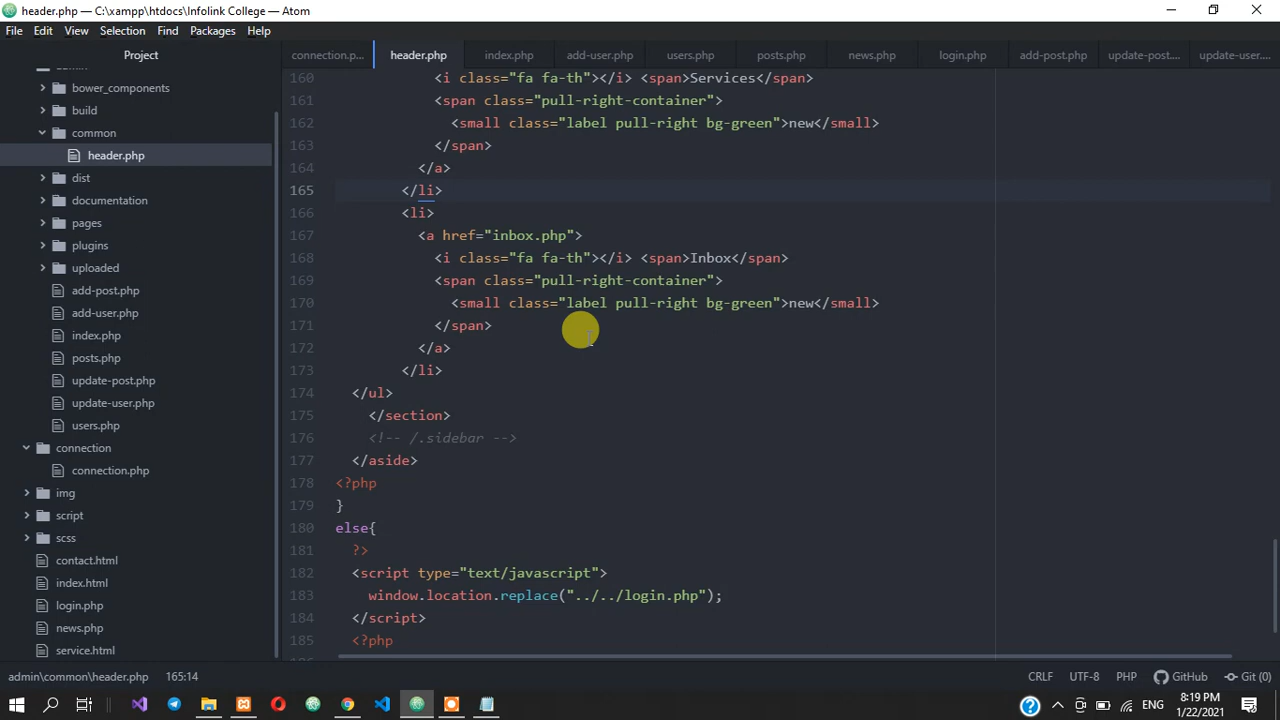 header.php — C:\xampp\htdocs\Infolink College — Atom
File Edit View Selection Find Packages Help
Project
connection.p... header.php index.php add-user.php users.php posts.php news.php login.php add-post.php update-post.... update-user....
admin
bower_components
build
common
header.php
dist
documentation
pages
plugins
uploaded
add-post.php
add-user.php
index.php
posts.php
update-post.php
update-user.php
users.php
connection
connection.php
img
script
scss
contact.html
index.html
login.php
news.php
service.html
160 <i class="fa fa-th"></i> <span>Services</span>
161 <span class="pull-right-container">
162 <small class="label pull-right bg-green">new</small>
163 </span>
164 </a>
165 </li>
166 <li>
167 <a href="inbox.php">
168 <i class="fa fa-th"></i> <span>Inbox</span>
169 <span class="pull-right-container">
170 <small class="label pull-right bg-green">new</small>
171 </span>
172 </a>
173 </li>
174 </ul>
175 </section>
176 <!-- /.sidebar -->
177 </aside>
178 <?php
179 }
180 else{
181 ?>
182 <script type="text/javascript">
183 window.location.replace("../../login.php");
184 </script>
185 <?php
admin\common\header.php 165:14 CRLF UTF-8 PHP GitHub Git (0)
ENG 8:19 PM
1/22/2021